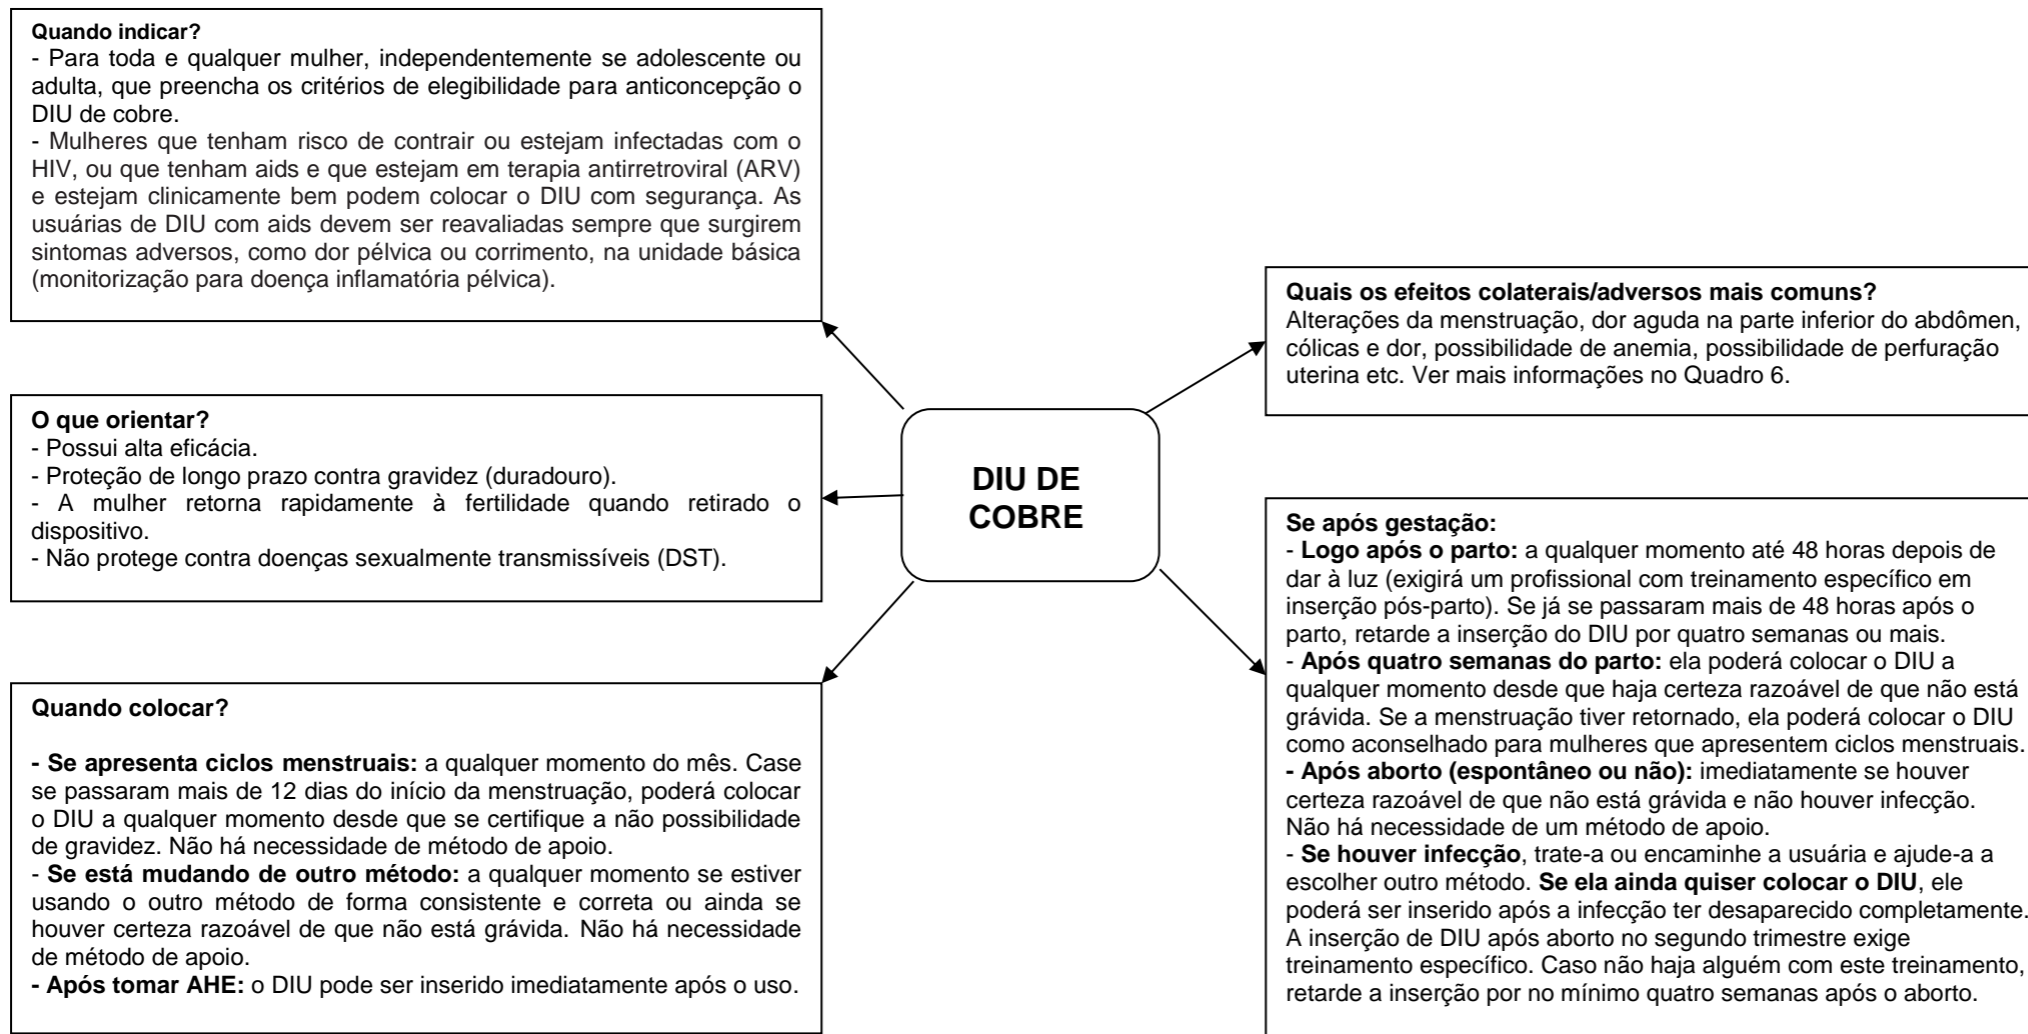 Quando indicar?
- Para toda e qualquer mulher, independentemente se adolescente ou
adulta, que preencha os critérios de elegibilidade para anticoncepção o
DIU de cobre.
- Mulheres que tenham risco de contrair ou estejam infectadas com o
HIV, ou que tenham aids e que estejam em terapia antirretroviral (ARV)
e estejam clinicamente bem podem colocar o DIU com segurança. As
usuárias de DIU com aids devem ser reavaliadas sempre que surgirem
sintomas adversos, como dor pélvica ou corrimento, na unidade básica
(monitorização para doença inflamatória pélvica).
O que orientar?
- Possui alta eficácia.
- Proteção de longo prazo contra gravidez (duradouro).
- A mulher retorna rapidamente à fertilidade quando retirado o
dispositivo.
- Não protege contra doenças sexualmente transmissíveis (DST).
Quando colocar?
- Se apresenta ciclos menstruais: a qualquer momento do mês. Case
se passaram mais de 12 dias do início da menstruação, poderá colocar
o DIU a qualquer momento desde que se certifique a não possibilidade
de gravidez. Não há necessidade de método de apoio.
- Se está mudando de outro método: a qualquer momento se estiver
usando o outro método de forma consistente e correta ou ainda se
houver certeza razoável de que não está grávida. Não há necessidade
de método de apoio.
- Após tomar AHE: o DIU pode ser inserido imediatamente após o uso.
DIU DE
COBRE
Quais os efeitos colaterais/adversos mais comuns?
Alterações da menstruação, dor aguda na parte inferior do abdômen,
cólicas e dor, possibilidade de anemia, possibilidade de perfuração
uterina etc. Ver mais informações no Quadro 6.
Se após gestação:
- Logo após o parto: a qualquer momento até 48 horas depois de
dar à luz (exigirá um profissional com treinamento específico em
inserção pós-parto). Se já se passaram mais de 48 horas após o
parto, retarde a inserção do DIU por quatro semanas ou mais.
- Após quatro semanas do parto: ela poderá colocar o DIU a
qualquer momento desde que haja certeza razoável de que não está
grávida. Se a menstruação tiver retornado, ela poderá colocar o DIU
como aconselhado para mulheres que apresentem ciclos menstruais.
- Após aborto (espontâneo ou não): imediatamente se houver
certeza razoável de que não está grávida e não houver infecção.
Não há necessidade de um método de apoio.
- Se houver infecção, trate-a ou encaminhe a usuária e ajude-a a
escolher outro método. Se ela ainda quiser colocar o DIU, ele
poderá ser inserido após a infecção ter desaparecido completamente.
A inserção de DIU após aborto no segundo trimestre exige
treinamento específico. Caso não haja alguém com este treinamento,
retarde a inserção por no mínimo quatro semanas após o aborto.